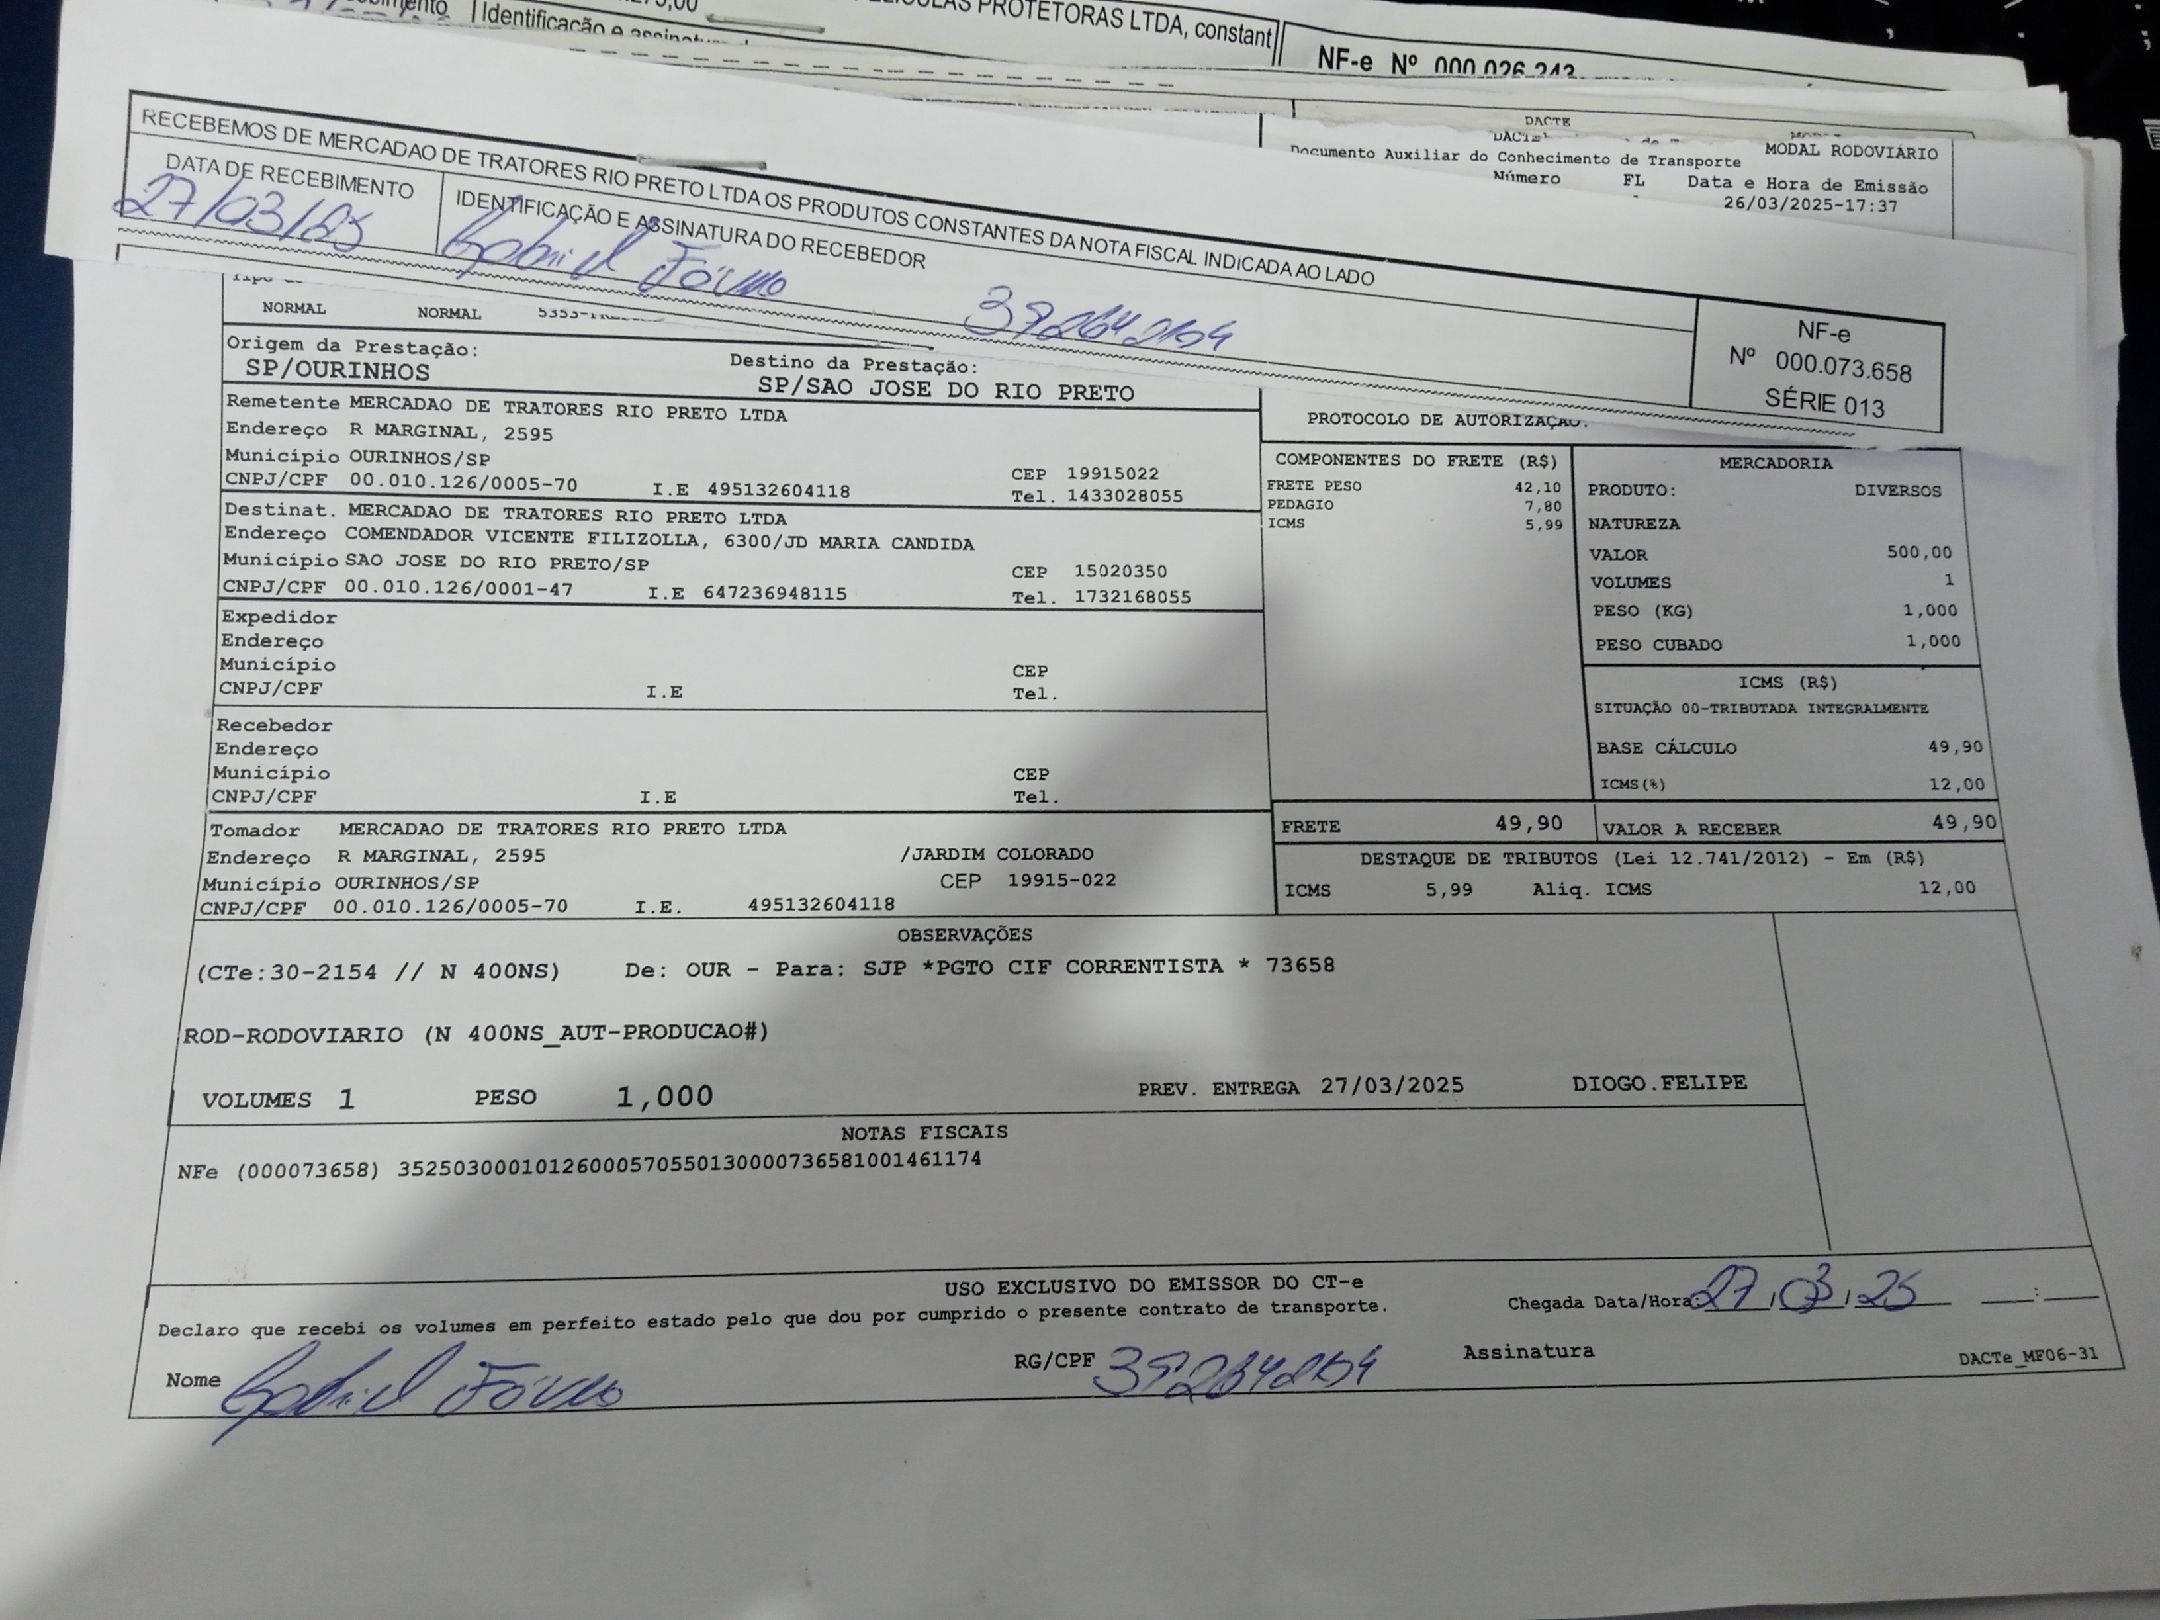 Identificação e assinatu
PROTETORAS LTDA, constant
NF-e Nº 000.026.243
RECEBEMOS DE MERCADAO DE TRATORES RIO PRETO LTDA OS PRODUTOS CONSTANTES DA NOTA FISCAL INDICADA AO LADO
DATA DE RECEBIMENTO
IDENTIFICAÇÃO E ASSINATURA DO RECEBEDOR
27/03/25
Gabriel
NF-e
Nº 000.073.658
SÉRIE 013
DACTE
Documento Auxiliar do Conhecimento de Transporte
MODAL RODOVIÁRIO
Número FL Data e Hora de Emissão
26/03/2025-17:37
NORMAL NORMAL
Origem da Prestação:
SP/OURINHOS
Destino da Prestação:
SP/SAO JOSE DO RIO PRETO
Remetente MERCADAO DE TRATORES RIO PRETO LTDA
Endereço R MARGINAL, 2595
Município OURINHOS/SP CEP 19915022
CNPJ/CPF 00.010.126/0005-70 I.E 495132604118 Tel. 1433028055
Destinat. MERCADAO DE TRATORES RIO PRETO LTDA
Endereço COMENDADOR VICENTE FILIZOLLA, 6300/JD MARIA CANDIDA
Município SAO JOSE DO RIO PRETO/SP CEP 15020350
CNPJ/CPF 00.010.126/0001-47 I.E 647236948115 Tel. 1732168055
Expedidor
Endereço
Município CEP
CNPJ/CPF I.E Tel.
Recebedor
Endereço
Município CEP
CNPJ/CPF I.E Tel.
Tomador MERCADAO DE TRATORES RIO PRETO LTDA
Endereço R MARGINAL, 2595 /JARDIM COLORADO
Município OURINHOS/SP CEP 19915-022
CNPJ/CPF 00.010.126/0005-70 I.E. 495132604118
PROTOCOLO DE AUTORIZAÇÃO:
COMPONENTES DO FRETE (R$)
FRETE PESO 42,10
PEDAGIO 7,80
ICMS 5,99
MERCADORIA
PRODUTO: DIVERSOS
NATUREZA
VALOR 500,00
VOLUMES 1
PESO (KG) 1,000
PESO CUBADO 1,000
ICMS (R$)
SITUAÇÃO 00-TRIBUTADA INTEGRALMENTE
BASE CÁLCULO 49,90
ICMS(%) 12,00
FRETE 49,90 VALOR A RECEBER 49,90
DESTAQUE DE TRIBUTOS (Lei 12.741/2012) - Em (R$)
ICMS 5,99 Aliq. ICMS 12,00
OBSERVAÇÕES
(CTe:30-2154 // N 400NS) De: OUR - Para: SJP *PGTO CIF CORRENTISTA * 73658
ROD-RODOVIARIO (N 400NS_AUT-PRODUCAO#)
VOLUMES 1 PESO 1,000 PREV. ENTREGA 27/03/2025 DIOGO.FELIPE
NOTAS FISCAIS
NFe (000073658) 35250300010126000570550130000736581001461174
USO EXCLUSIVO DO EMISSOR DO CT-e
Declaro que recebi os volumes em perfeito estado pelo que dou por cumprido o presente contrato de transporte.
Chegada Data/Hora: 27/03/25 :
Nome Gabriel
RG/CPF
Assinatura
DACTe_MF06-31